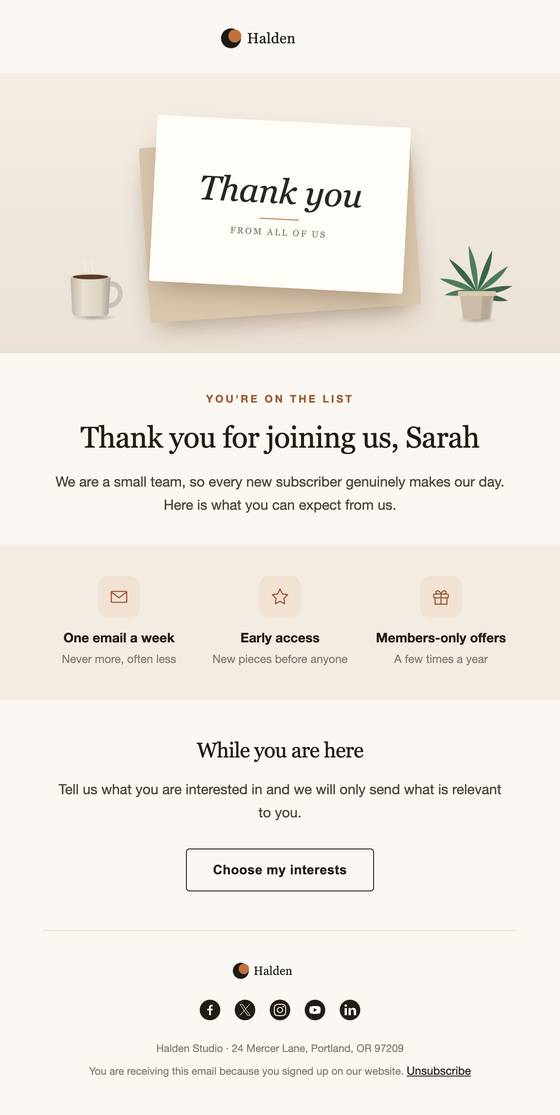 Halden
Thank you
FROM ALL OF US
YOU'RE ON THE LIST
Thank you for joining us, Sarah
We are a small team, so every new subscriber genuinely makes our day.
Here is what you can expect from us.
One email a week
Never more, often less
Early access
New pieces before anyone
Members-only offers
A few times a year
While you are here
Tell us what you are interested in and we will only send what is relevant
to you.
Choose my interests
Halden
Halden Studio · 24 Mercer Lane, Portland, OR 97209
You are receiving this email because you signed up on our website. Unsubscribe